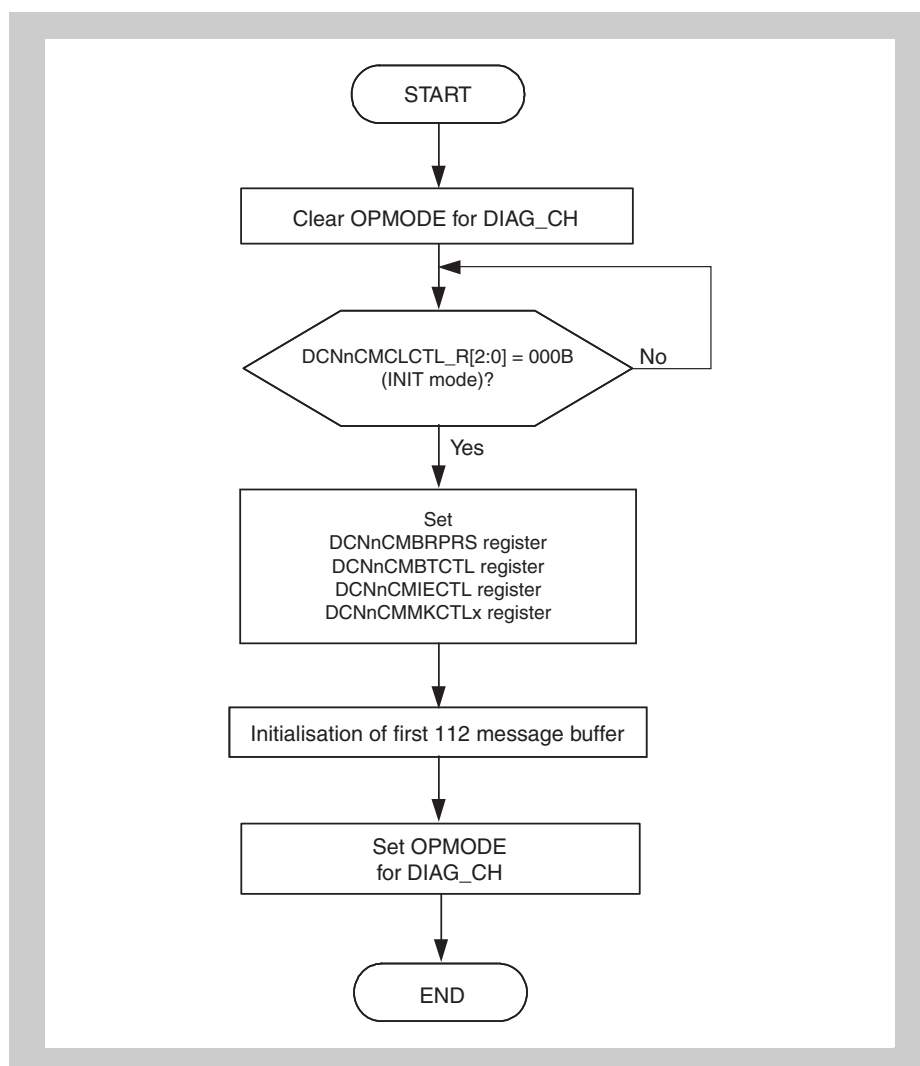 START
Clear OPMODE for DIAG_CH
DCNnCMCLCTL_R[2:0] = 000B
(INIT mode)?
No
Yes
Set
DCNnCMBRPRS register
DCNnCMBTCTL register
DCNnCMIECTL register
DCNnCMMKCTLx register
Initialisation of first 112 message buffer
Set OPMODE
for DIAG_CH
END